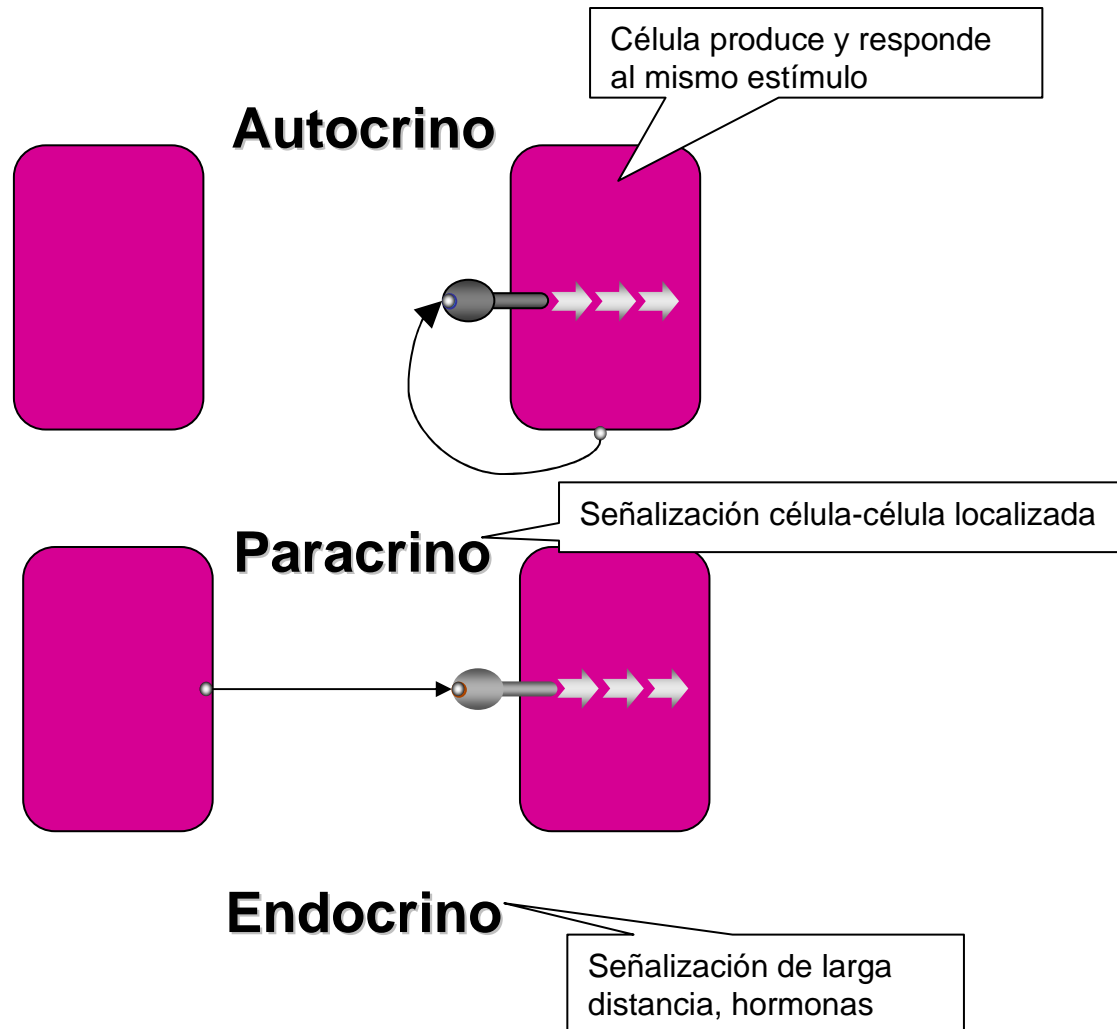 Célula produce y responde
al mismo estímulo
Autocrino
Señalización célula-célula localizada
Paracrino
Endocrino
Señalización de larga
distancia, hormonas